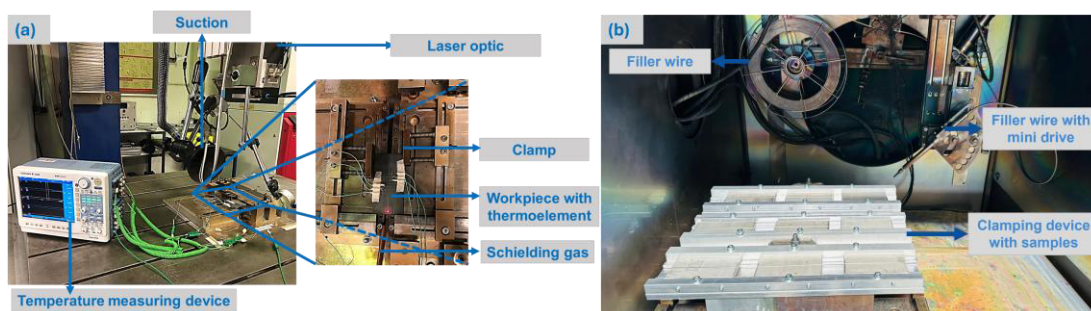 (a)
Suction
Laser optic
Clamp
Workpiece with
thermoelement
Schielding gas
Temperature measuring device
(b)
Filler wire
Filler wire with
mini drive
Clamping device
with samples